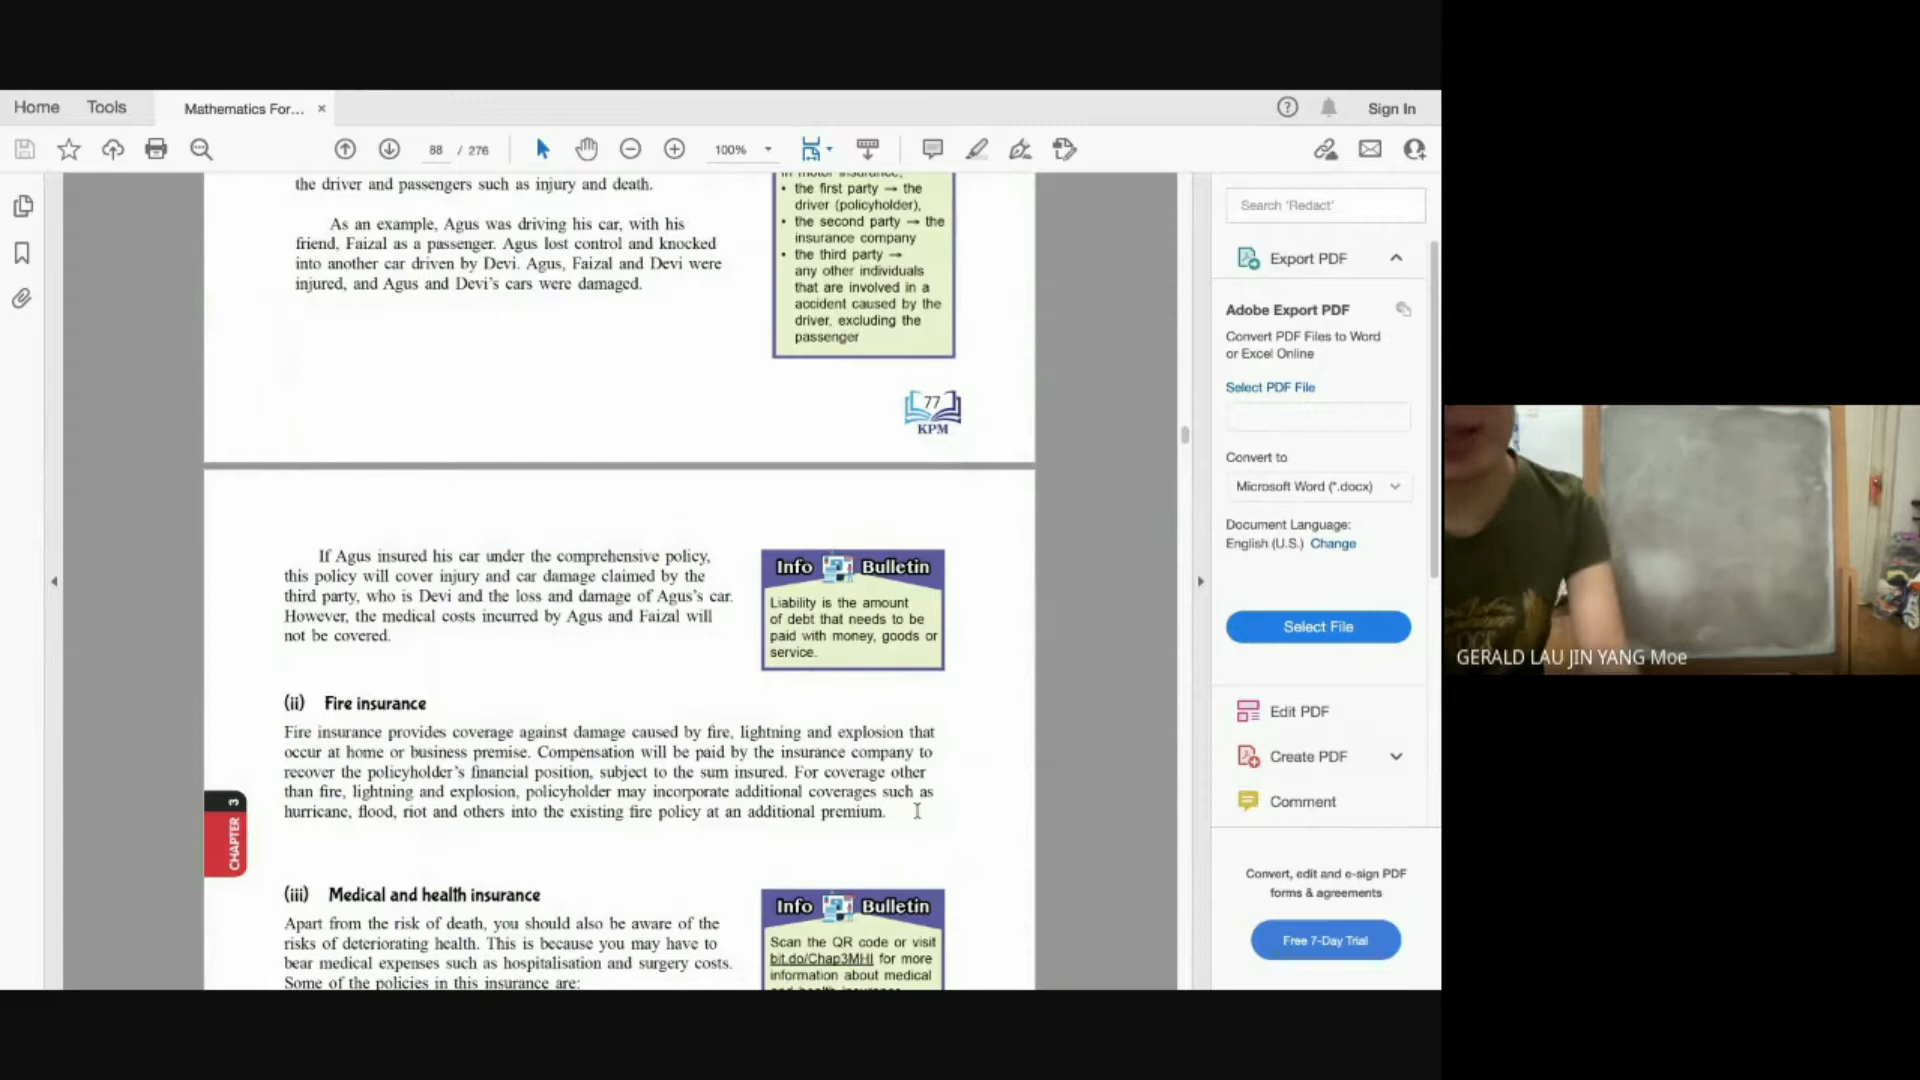 Home Tools Mathematics For... ×
Sign In
88 / 276 100%
the driver and passengers such as injury and death.
As an example, Agus was driving his car, with his
friend, Faizal as a passenger. Agus lost control and knocked
into another car driven by Devi. Agus, Faizal and Devi were
injured, and Agus and Devi's cars were damaged.
in motor insurance,
• the first party → the
driver (policyholder),
• the second party → the
insurance company
• the third party →
any other individuals
that are involved in a
accident caused by the
driver, excluding the
passenger
77
KPM
If Agus insured his car under the comprehensive policy,
this policy will cover injury and car damage claimed by the
third party, who is Devi and the loss and damage of Agus's car.
However, the medical costs incurred by Agus and Faizal will
not be covered.
Info Bulletin
Liability is the amount
of debt that needs to be
paid with money, goods or
service.
(ii) Fire insurance
Fire insurance provides coverage against damage caused by fire, lightning and explosion that
occur at home or business premise. Compensation will be paid by the insurance company to
recover the policyholder's financial position, subject to the sum insured. For coverage other
than fire, lightning and explosion, policyholder may incorporate additional coverages such as
hurricane, flood, riot and others into the existing fire policy at an additional premium.
CHAPTER 3
(iii) Medical and health insurance
Apart from the risk of death, you should also be aware of the
risks of deteriorating health. This is because you may have to
bear medical expenses such as hospitalisation and surgery costs.
Some of the policies in this insurance are:
Info Bulletin
Scan the QR code or visit
bit.do/Chap3MHI for more
information about medical
and health insurance
Search 'Redact'
Export PDF
Adobe Export PDF
Convert PDF Files to Word
or Excel Online
Select PDF File
Convert to
Microsoft Word (*.docx)
Document Language:
English (U.S.) Change
Select File
Edit PDF
Create PDF
Comment
Convert, edit and e-sign PDF
forms & agreements
Free 7-Day Trial
GERALD LAU JIN YANG Moe